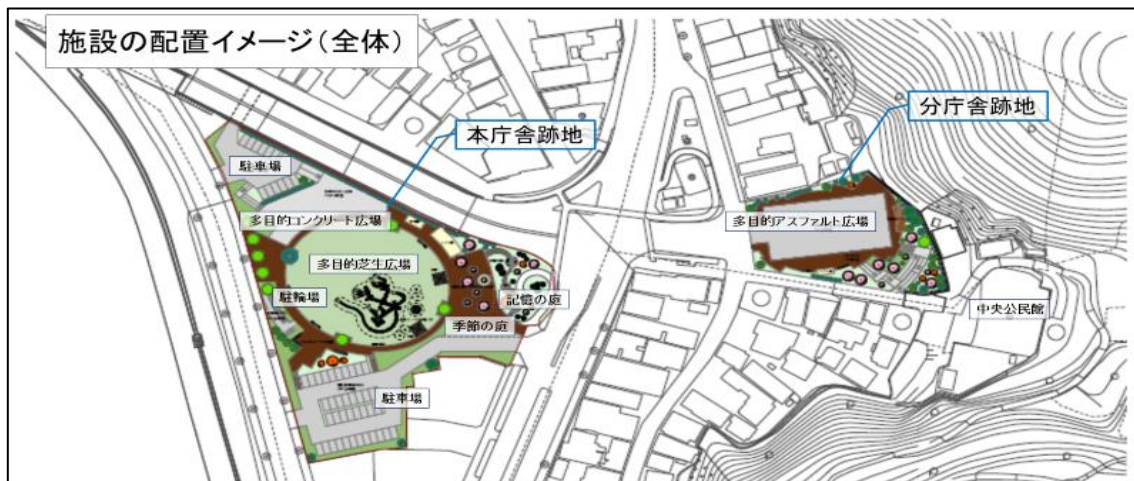 施設の配置イメージ(全体)
分庁舎跡地
本庁舎跡地
駐車場
多目的コンクリート広場
多目的アスファルト広場
多目的芝生広場
駐輪場
記憶の庭
季節の庭
中央公民館
駐車場